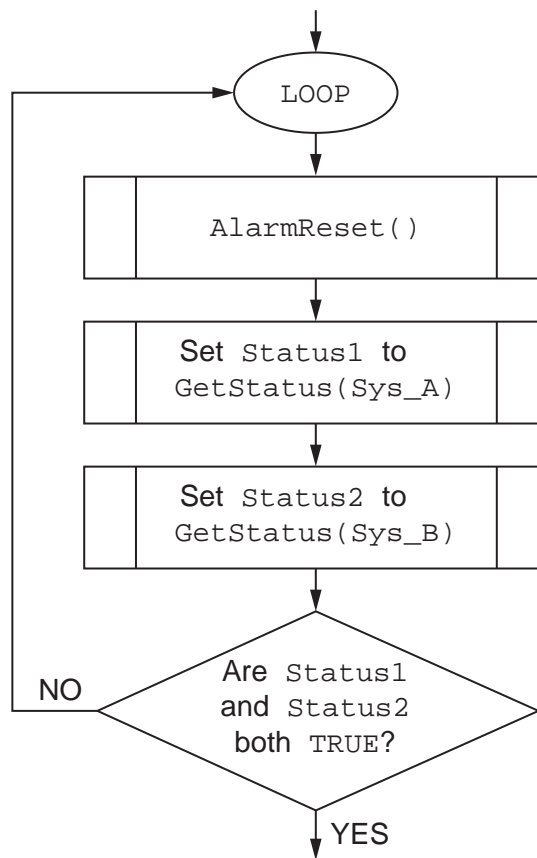 LOOP
AlarmReset()
Set Status1 to
GetStatus(Sys_A)
Set Status2 to
GetStatus(Sys_B)
Are Status1
and Status2
both TRUE?
NO
YES